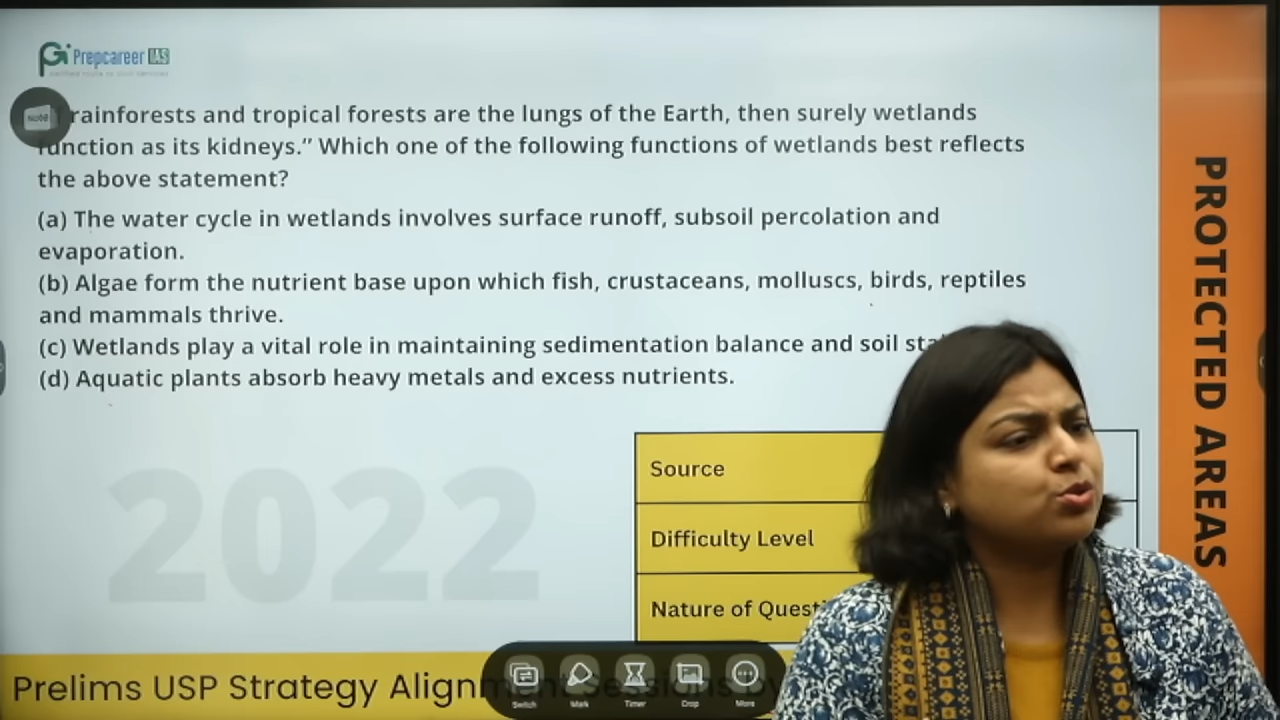 Prepcareer IAS
rainforests and tropical forests are the lungs of the Earth, then surely wetlands
function as its kidneys.” Which one of the following functions of wetlands best reflects
the above statement?
(a) The water cycle in wetlands involves surface runoff, subsoil percolation and
evaporation.
(b) Algae form the nutrient base upon which fish, crustaceans, molluscs, birds, reptiles
and mammals thrive.
(c) Wetlands play a vital role in maintaining sedimentation balance and soil
(d) Aquatic plants absorb heavy metals and excess nutrients.
2022
Source
Difficulty Level
Nature of
PROTECTED AREAS
Prelims USP Strategy Alignment Sessions by
Switch Mark Timer Crop More